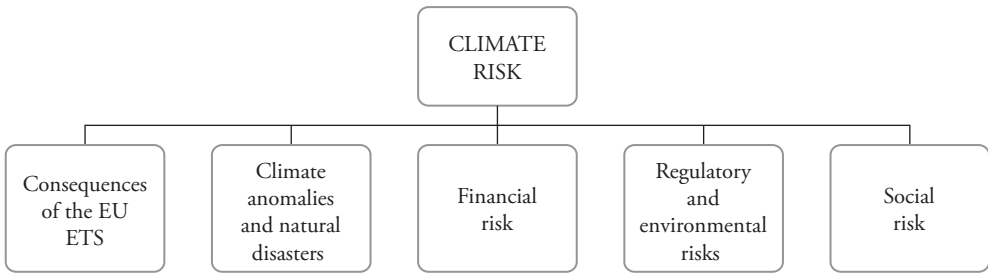 CLIMATE
RISK
Consequences
of the EU
ETS
Climate
anomalies
and natural
disasters
Financial
risk
Regulatory
and
environmental
risks
Social
risk